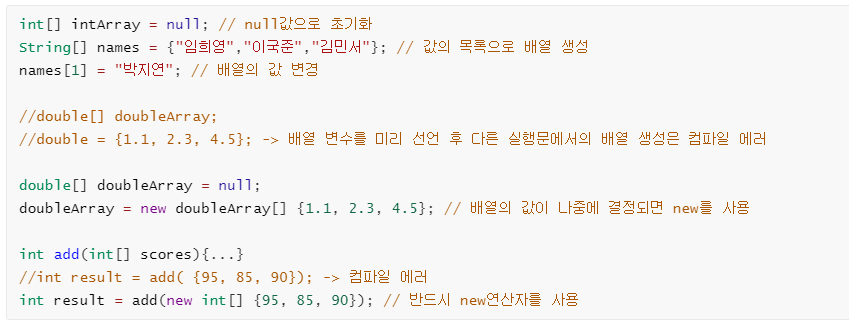 int[] intArray = null; // null값으로 초기화
String[] names = {"임희영","이국준","김민서"}; // 값의 목록으로 배열 생성
names[1] = "박지연"; // 배열의 값 변경
//double[] doubleArray;
//double = {1.1, 2.3, 4.5}; -> 배열 변수를 미리 선언 후 다른 실행문에서의 배열 생성은 컴파일 에러
double[] doubleArray = null;
doubleArray = new doubleArray[] {1.1, 2.3, 4.5}; // 배열의 값이 나중에 결정되면 new를 사용
int add(int[] scores){...}
//int result = add( {95, 85, 90}); -> 컴파일 에러
int result = add(new int[] {95, 85, 90}); // 반드시 new연산자를 사용